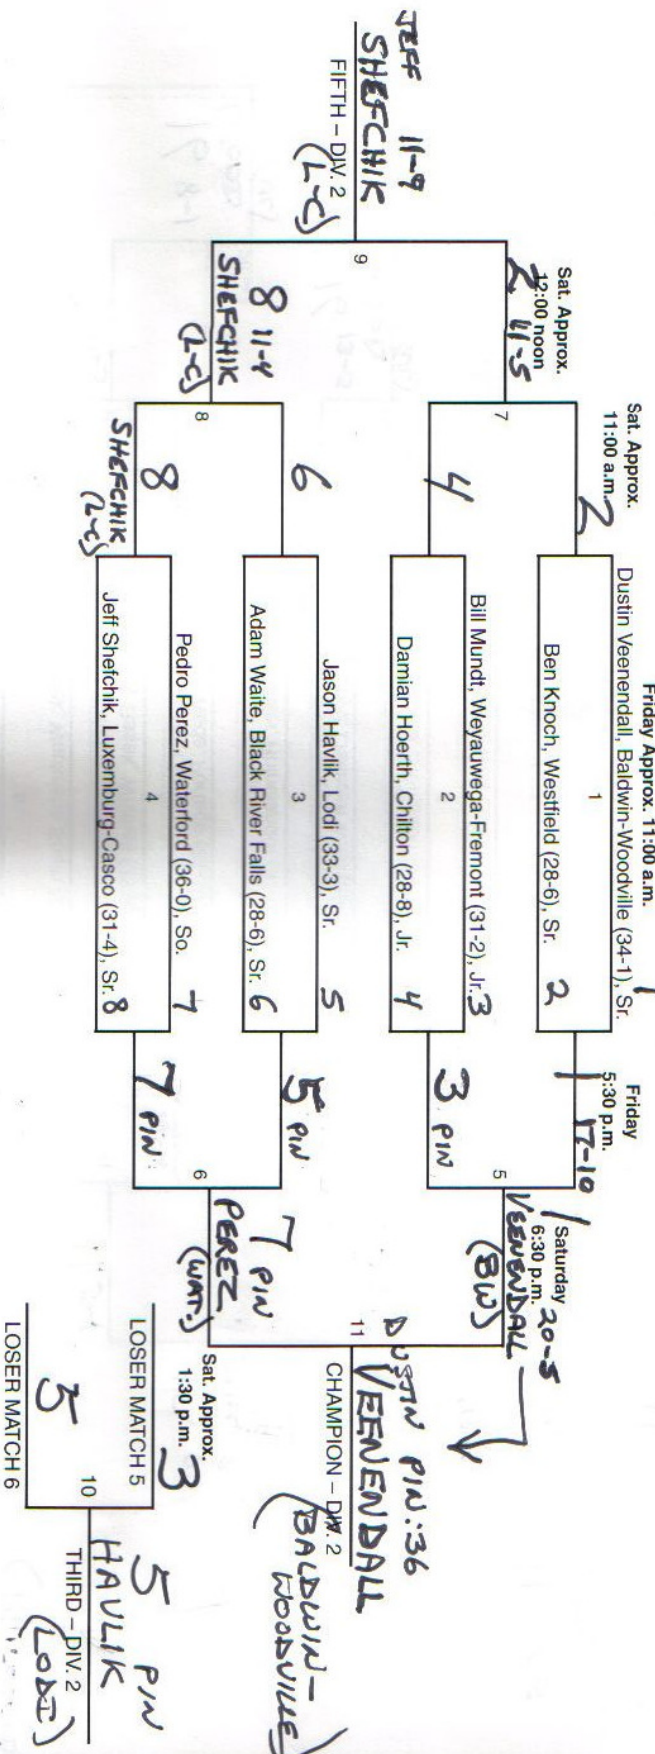 Friday Approx. 11:00 a.m.
Dustin Veenendall, Baldwin-Woodville (34-1), Sr. 1
1
Ben Knoch, Westfield (28-6), Sr. 2
Bill Mundt, Weyauwega-Fremont (31-2), Jr. 3
2
Damian Hoerth, Chilton (28-8), Jr. 4
Jason Havlik, Lodi (33-3), Sr. 5
3
Adam Waite, Black River Falls (28-6), Sr. 6
Pedro Perez, Waterford (36-0), So. 7
4
Jeff Shefchik, Luxemburg-Casco (31-4), Sr. 8
Friday
5:30 p.m.
1 17-10
3 PIN
5 PIN
7 PIN
5
6
Saturday
6:30 p.m.
1 20-5
VEENENDALL
(BW)
7 PIN
PEREZ
(WAT.)
11
DUSTIN PIN :36
VEENENDALL
CHAMPION – DIV. 2
(BALDWIN-
WOODVILLE)
Sat. Approx.
1:30 p.m.
3
LOSER MATCH 5
5
LOSER MATCH 6
10
5 PIN
HAVLIK
THIRD – DIV. 2
(LODI)
Sat. Approx.
11:00 a.m.
2
4
6
8
SHEFCHIK
(L-C)
7
8
Sat. Approx.
12:00 noon
2 11-5
8 11-4
SHEFCHIK
(L-C)
9
JEFF 11-9
SHEFCHIK
FIFTH – DIV. 2
(L-C)